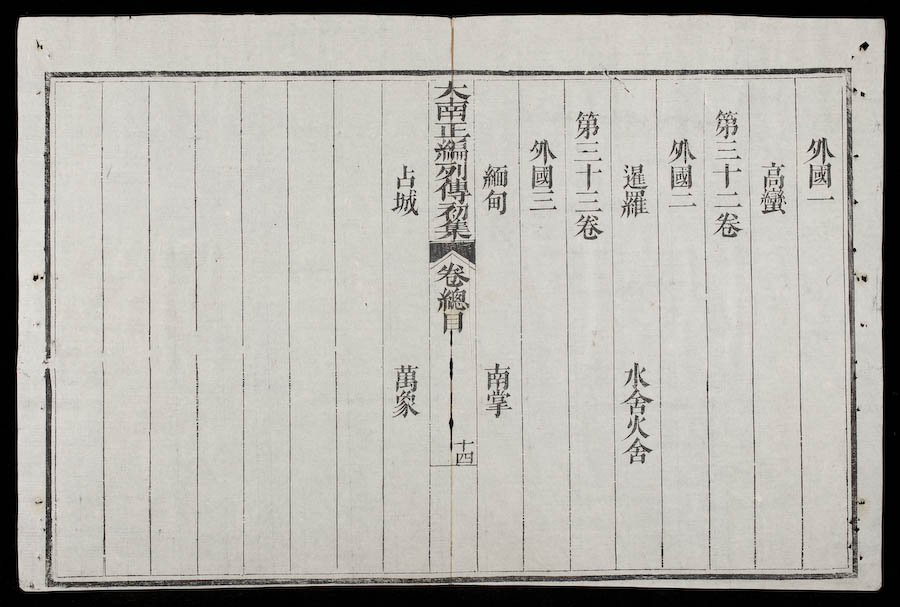 外國一
高蠻
第三十二卷
外國二
暹羅 水舍火舍
第三十三卷
外國三
緬甸 南掌
大南正編列傳初集 卷總目 十四
占城 萬象